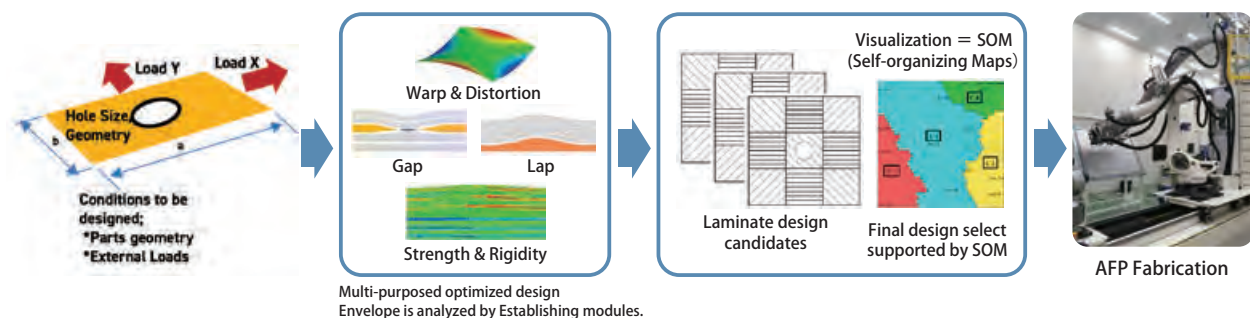 Load Y
Load X
Hole Size,
Geometry
b
a
Conditions to be
designed;
*Parts geometry
*External Loads
Warp & Distortion
Gap
Lap
Strength & Rigidity
Multi-purposed optimized design
Envelope is analyzed by Establishing modules.
Visualization = SOM
(Self-organizing Maps)
Laminate design
candidates
Final design select
supported by SOM
AFP Fabrication